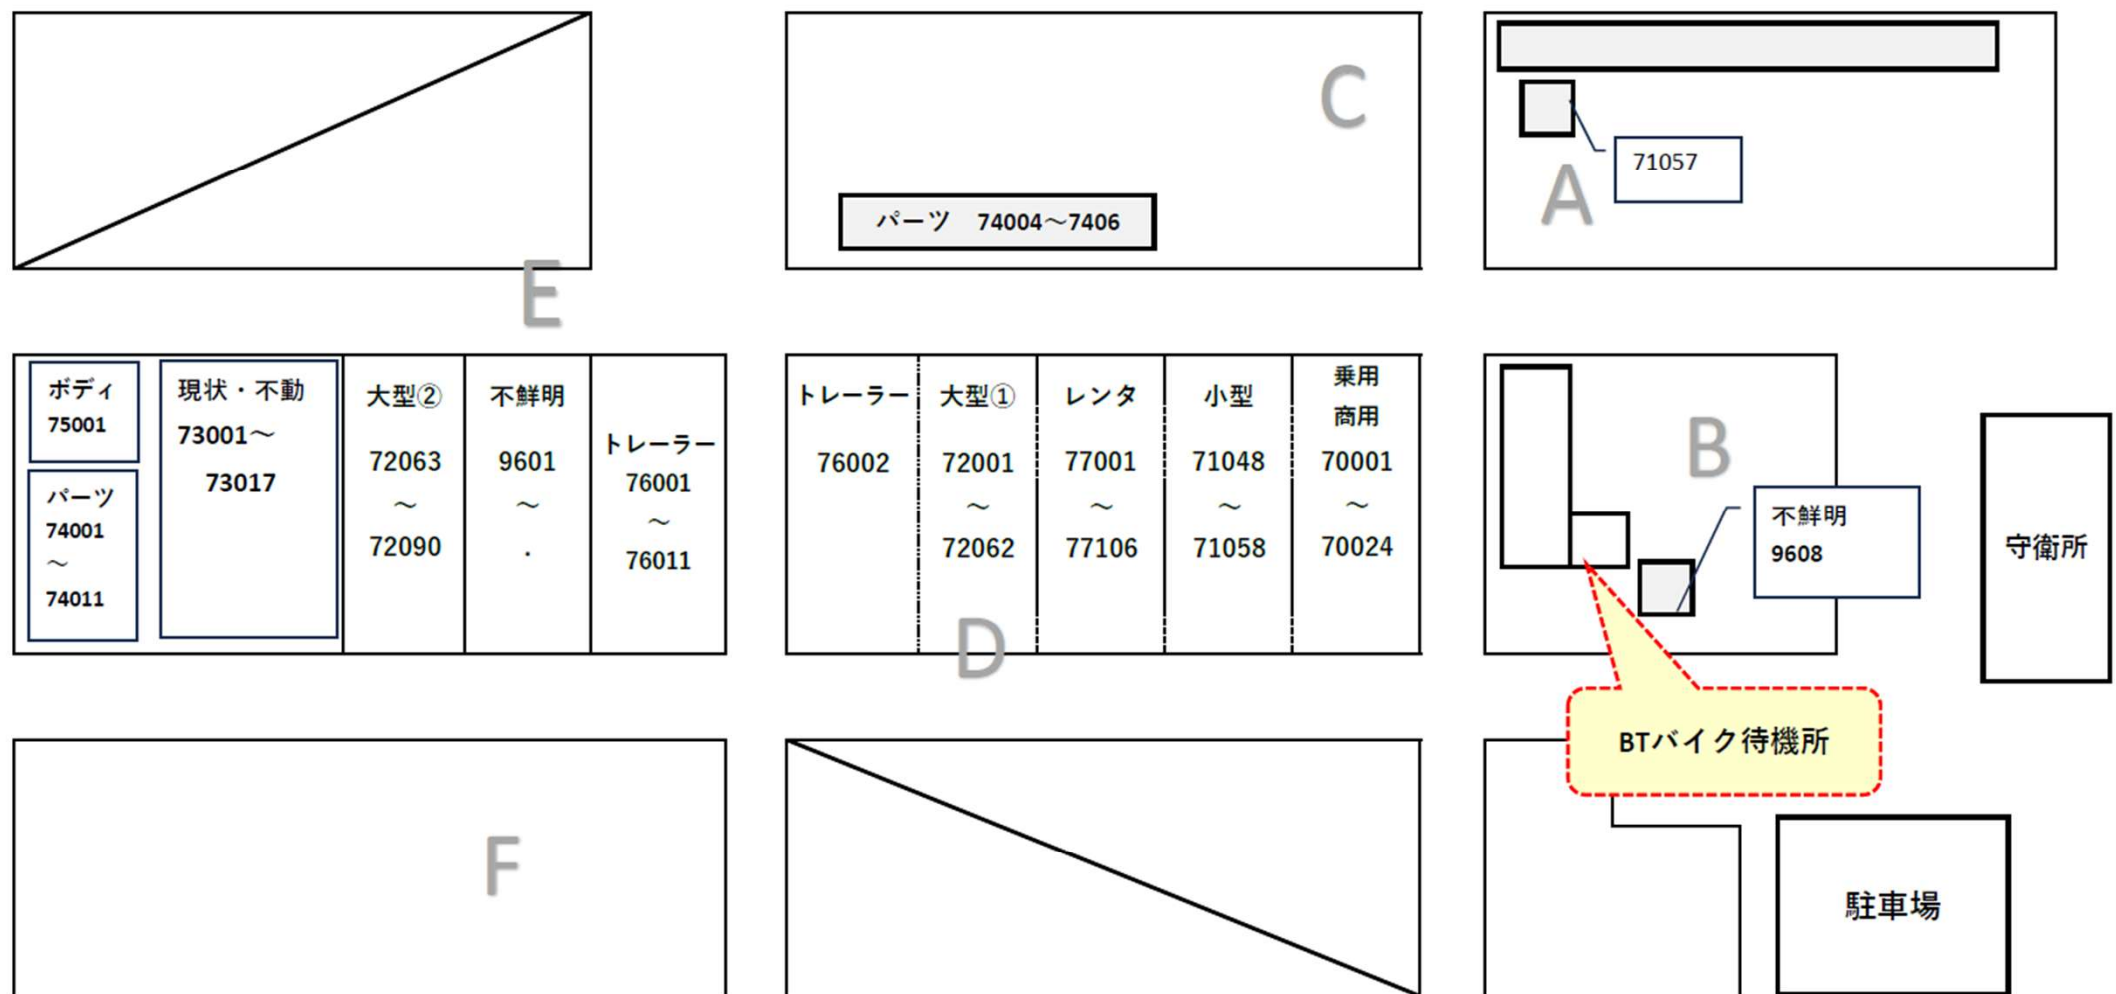 C
パーツ　74004～7406
71057
A
E
ボディ
75001
パーツ
74001
～
74011
現状・不動
73001～
73017
大型②
72063
～
72090
不鮮明
9601
～
.
トレーラー
76001
～
76011
トレーラー
76002
大型①
72001
～
72062
レンタ
77001
～
77106
小型
71048
～
71058
乗用
商用
70001
～
70024
D
B
不鮮明
9608
守衛所
BTバイク待機所
F
駐車場